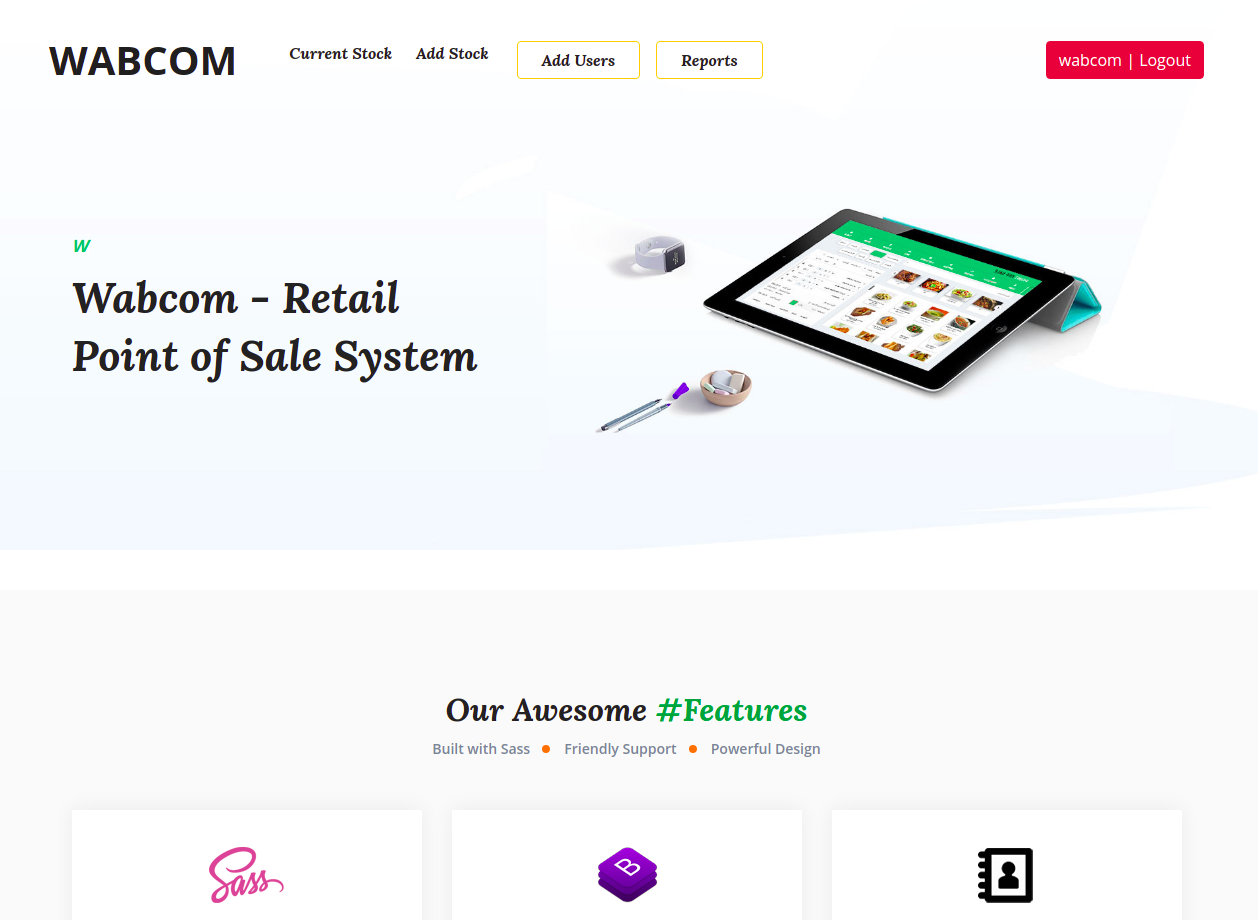 WABCOM
Current Stock
Add Stock
Add Users
Reports
wabcom | Logout
W
Wabcom - Retail
Point of Sale System
Our Awesome #Features
Built with Sass
Friendly Support
Powerful Design
Sass
B